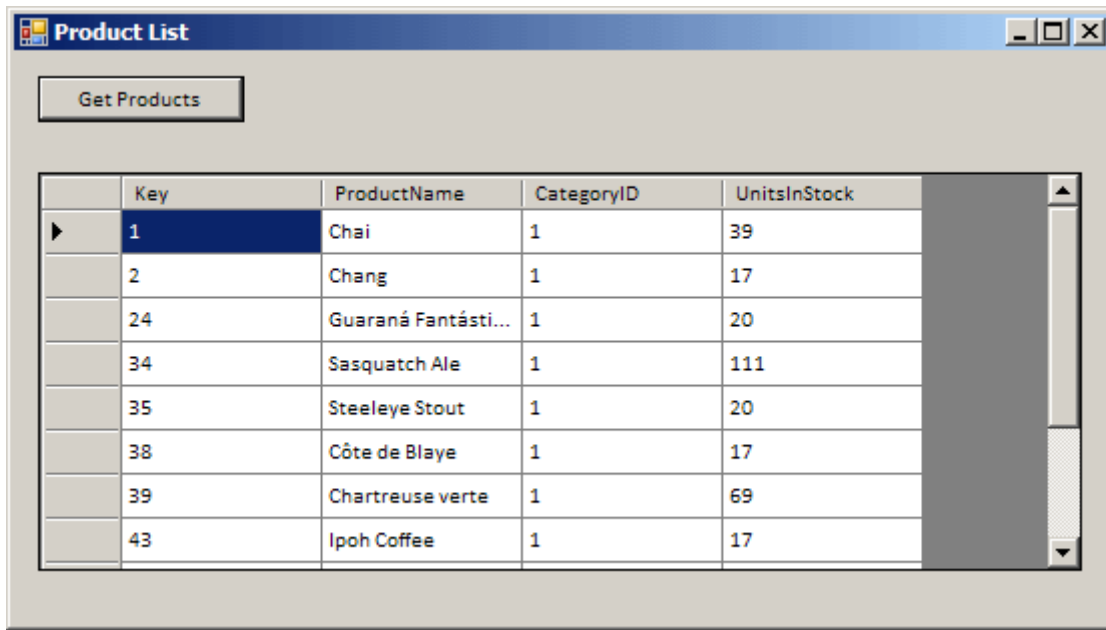 Product List
Get Products
Key ProductName CategoryID UnitsInStock
1 Chai 1 39
2 Chang 1 17
24 Guaraná Fantásti... 1 20
34 Sasquatch Ale 1 111
35 Steeleye Stout 1 20
38 Côte de Blaye 1 17
39 Chartreuse verte 1 69
43 Ipoh Coffee 1 17